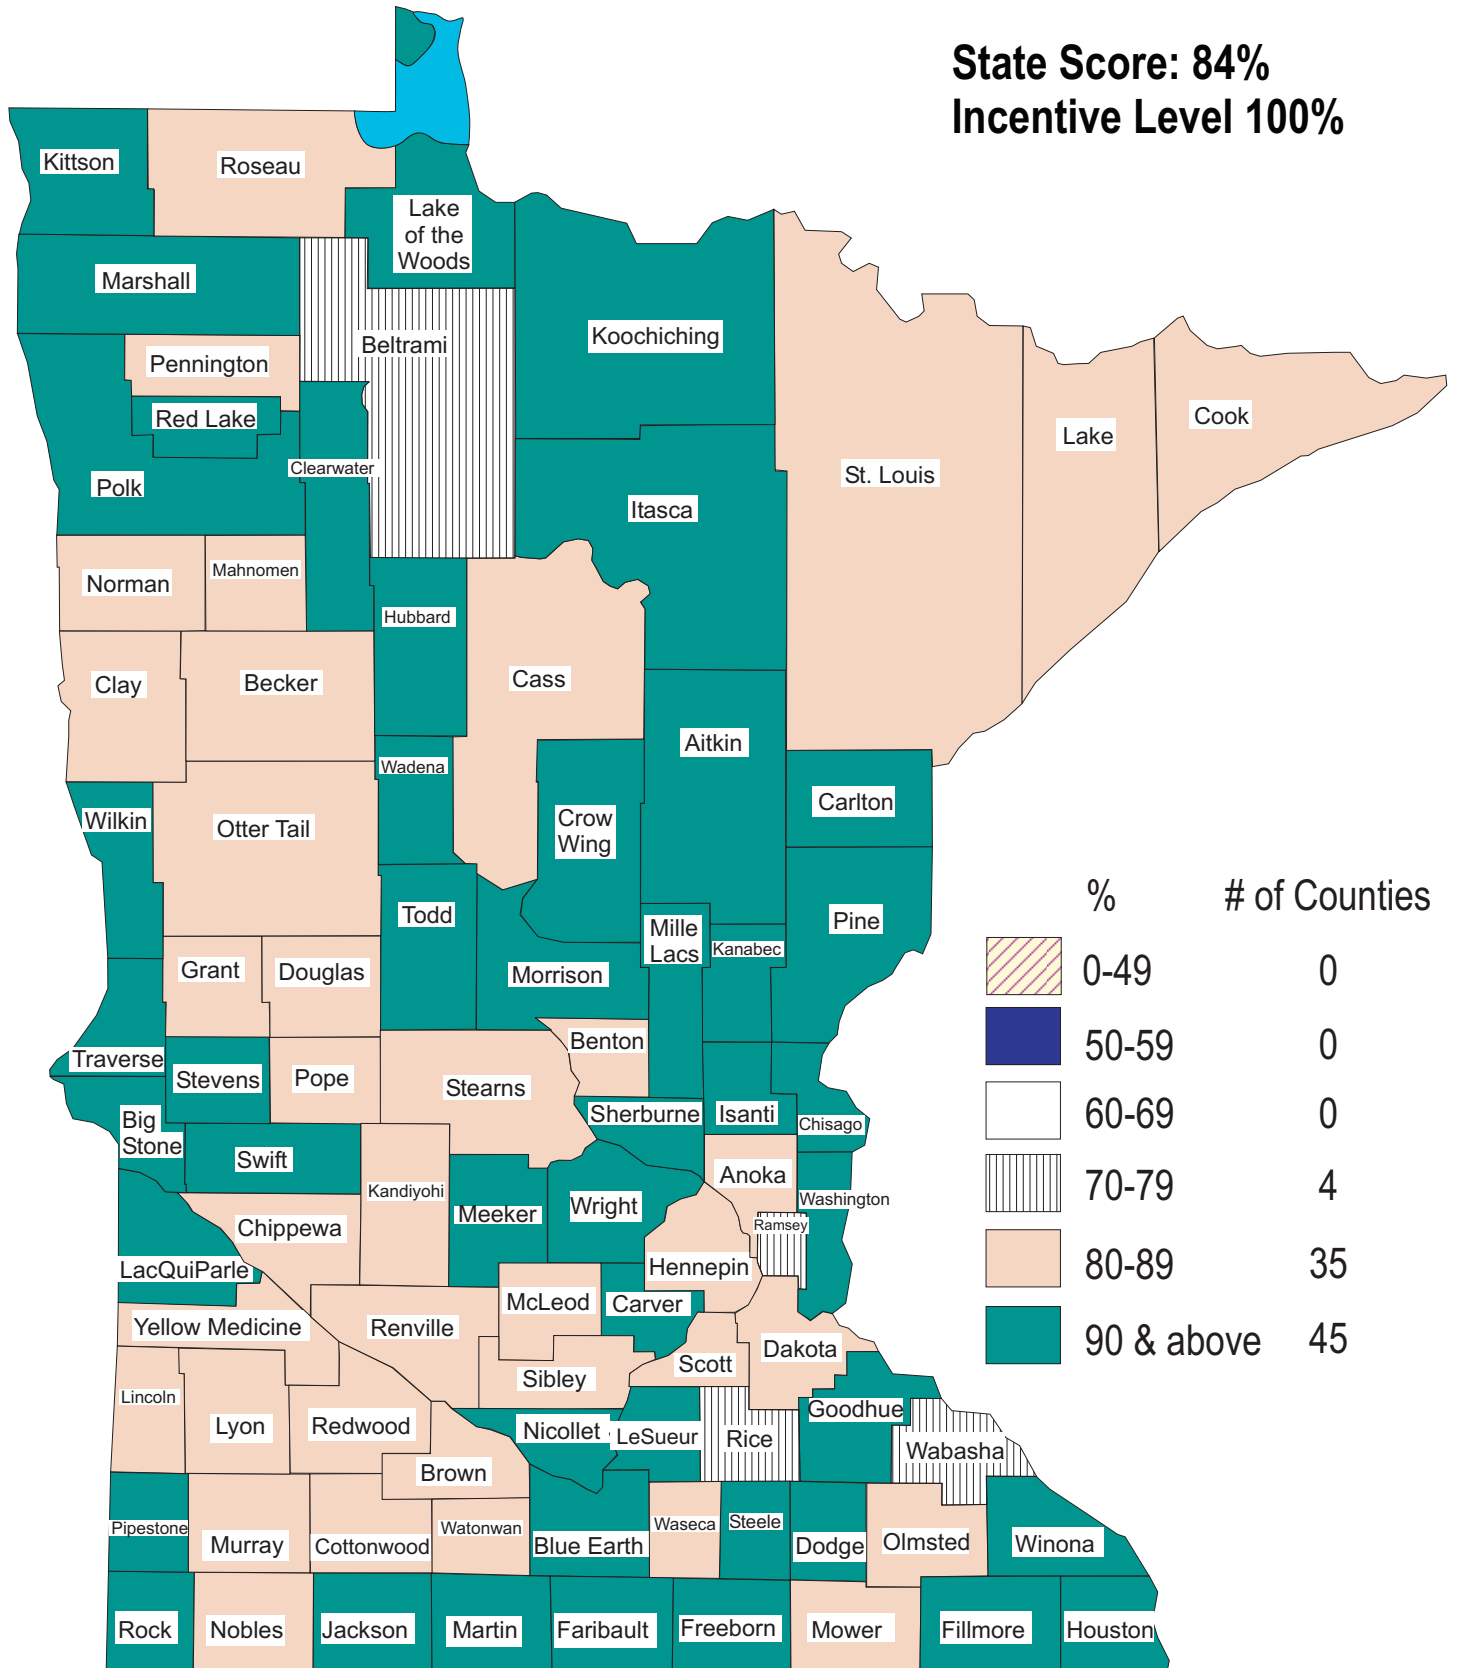 State Score: 84%
Incentive Level 100%
Kittson
Roseau
Lake
of the
Woods
Marshall
Beltrami
Koochiching
Pennington
Red Lake
Clearwater
Polk
Itasca
St. Louis
Lake
Cook
Norman
Mahnomen
Hubbard
Clay
Becker
Cass
Aitkin
Wadena
Carlton
Wilkin
Otter Tail
Crow
Wing
Todd
Pine
Mille
Lacs
Kanabec
Grant
Douglas
Morrison
Benton
Traverse
Stevens
Pope
Stearns
Sherburne
Isanti
Chisago
Big
Stone
Swift
Kandiyohi
Meeker
Wright
Anoka
Washington
Ramsey
Chippewa
Hennepin
LacQuiParle
McLeod
Carver
Yellow Medicine
Renville
Sibley
Scott
Dakota
Lincoln
Lyon
Redwood
Nicollet
LeSueur
Rice
Goodhue
Wabasha
Brown
Pipestone
Murray
Cottonwood
Watonwan
Blue Earth
Waseca
Steele
Dodge
Olmsted
Winona
Rock
Nobles
Jackson
Martin
Faribault
Freeborn
Mower
Fillmore
Houston
% # of Counties
0-49 0
50-59 0
60-69 0
70-79 4
80-89 35
90 & above 45